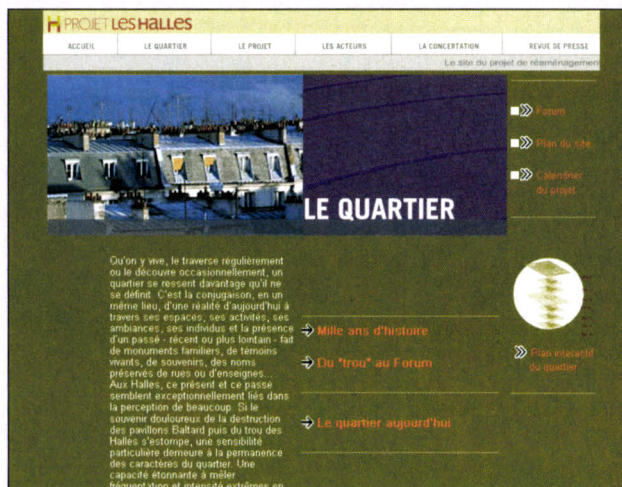 PROJET LES HALLES
ACCUEIL LE QUARTIER LE PROJET LES ACTEURS LA CONCERTATION REVUE DE PRESSE
Le site du projet de réaménagement
LE QUARTIER
Forum
Plan du site
Calendrier
du projet
Qu'on y vive, le traverse régulièrement
ou le découvre occasionnellement, un
quartier se ressent davantage qu'il ne
se définit. C'est la conjugaison, en un
même lieu, d'une réalité d'aujourd'hui à
travers ses espaces, ses activités, ses
ambiances, ses individus et la présence
d'un passé - récent ou plus lointain - fait
de monuments familiers, de témoins
vivants, de souvenirs, des noms
préservés de rues ou d'enseignes...
Aux Halles, ce présent et ce passé
semblent exceptionnellement liés dans
la perception de beaucoup. Si le
souvenir douloureux de la destruction
des pavillons Baltard puis du trou des
Halles s'estompe, une sensibilité
particulière demeure à la permanence
des caractères du quartier. Une
capacité étonnante à mêler
fréquentation et intensité extrêmes en
Mille ans d'histoire
Du "trou" au Forum
Le quartier aujourd'hui
Plan interactif
du quartier